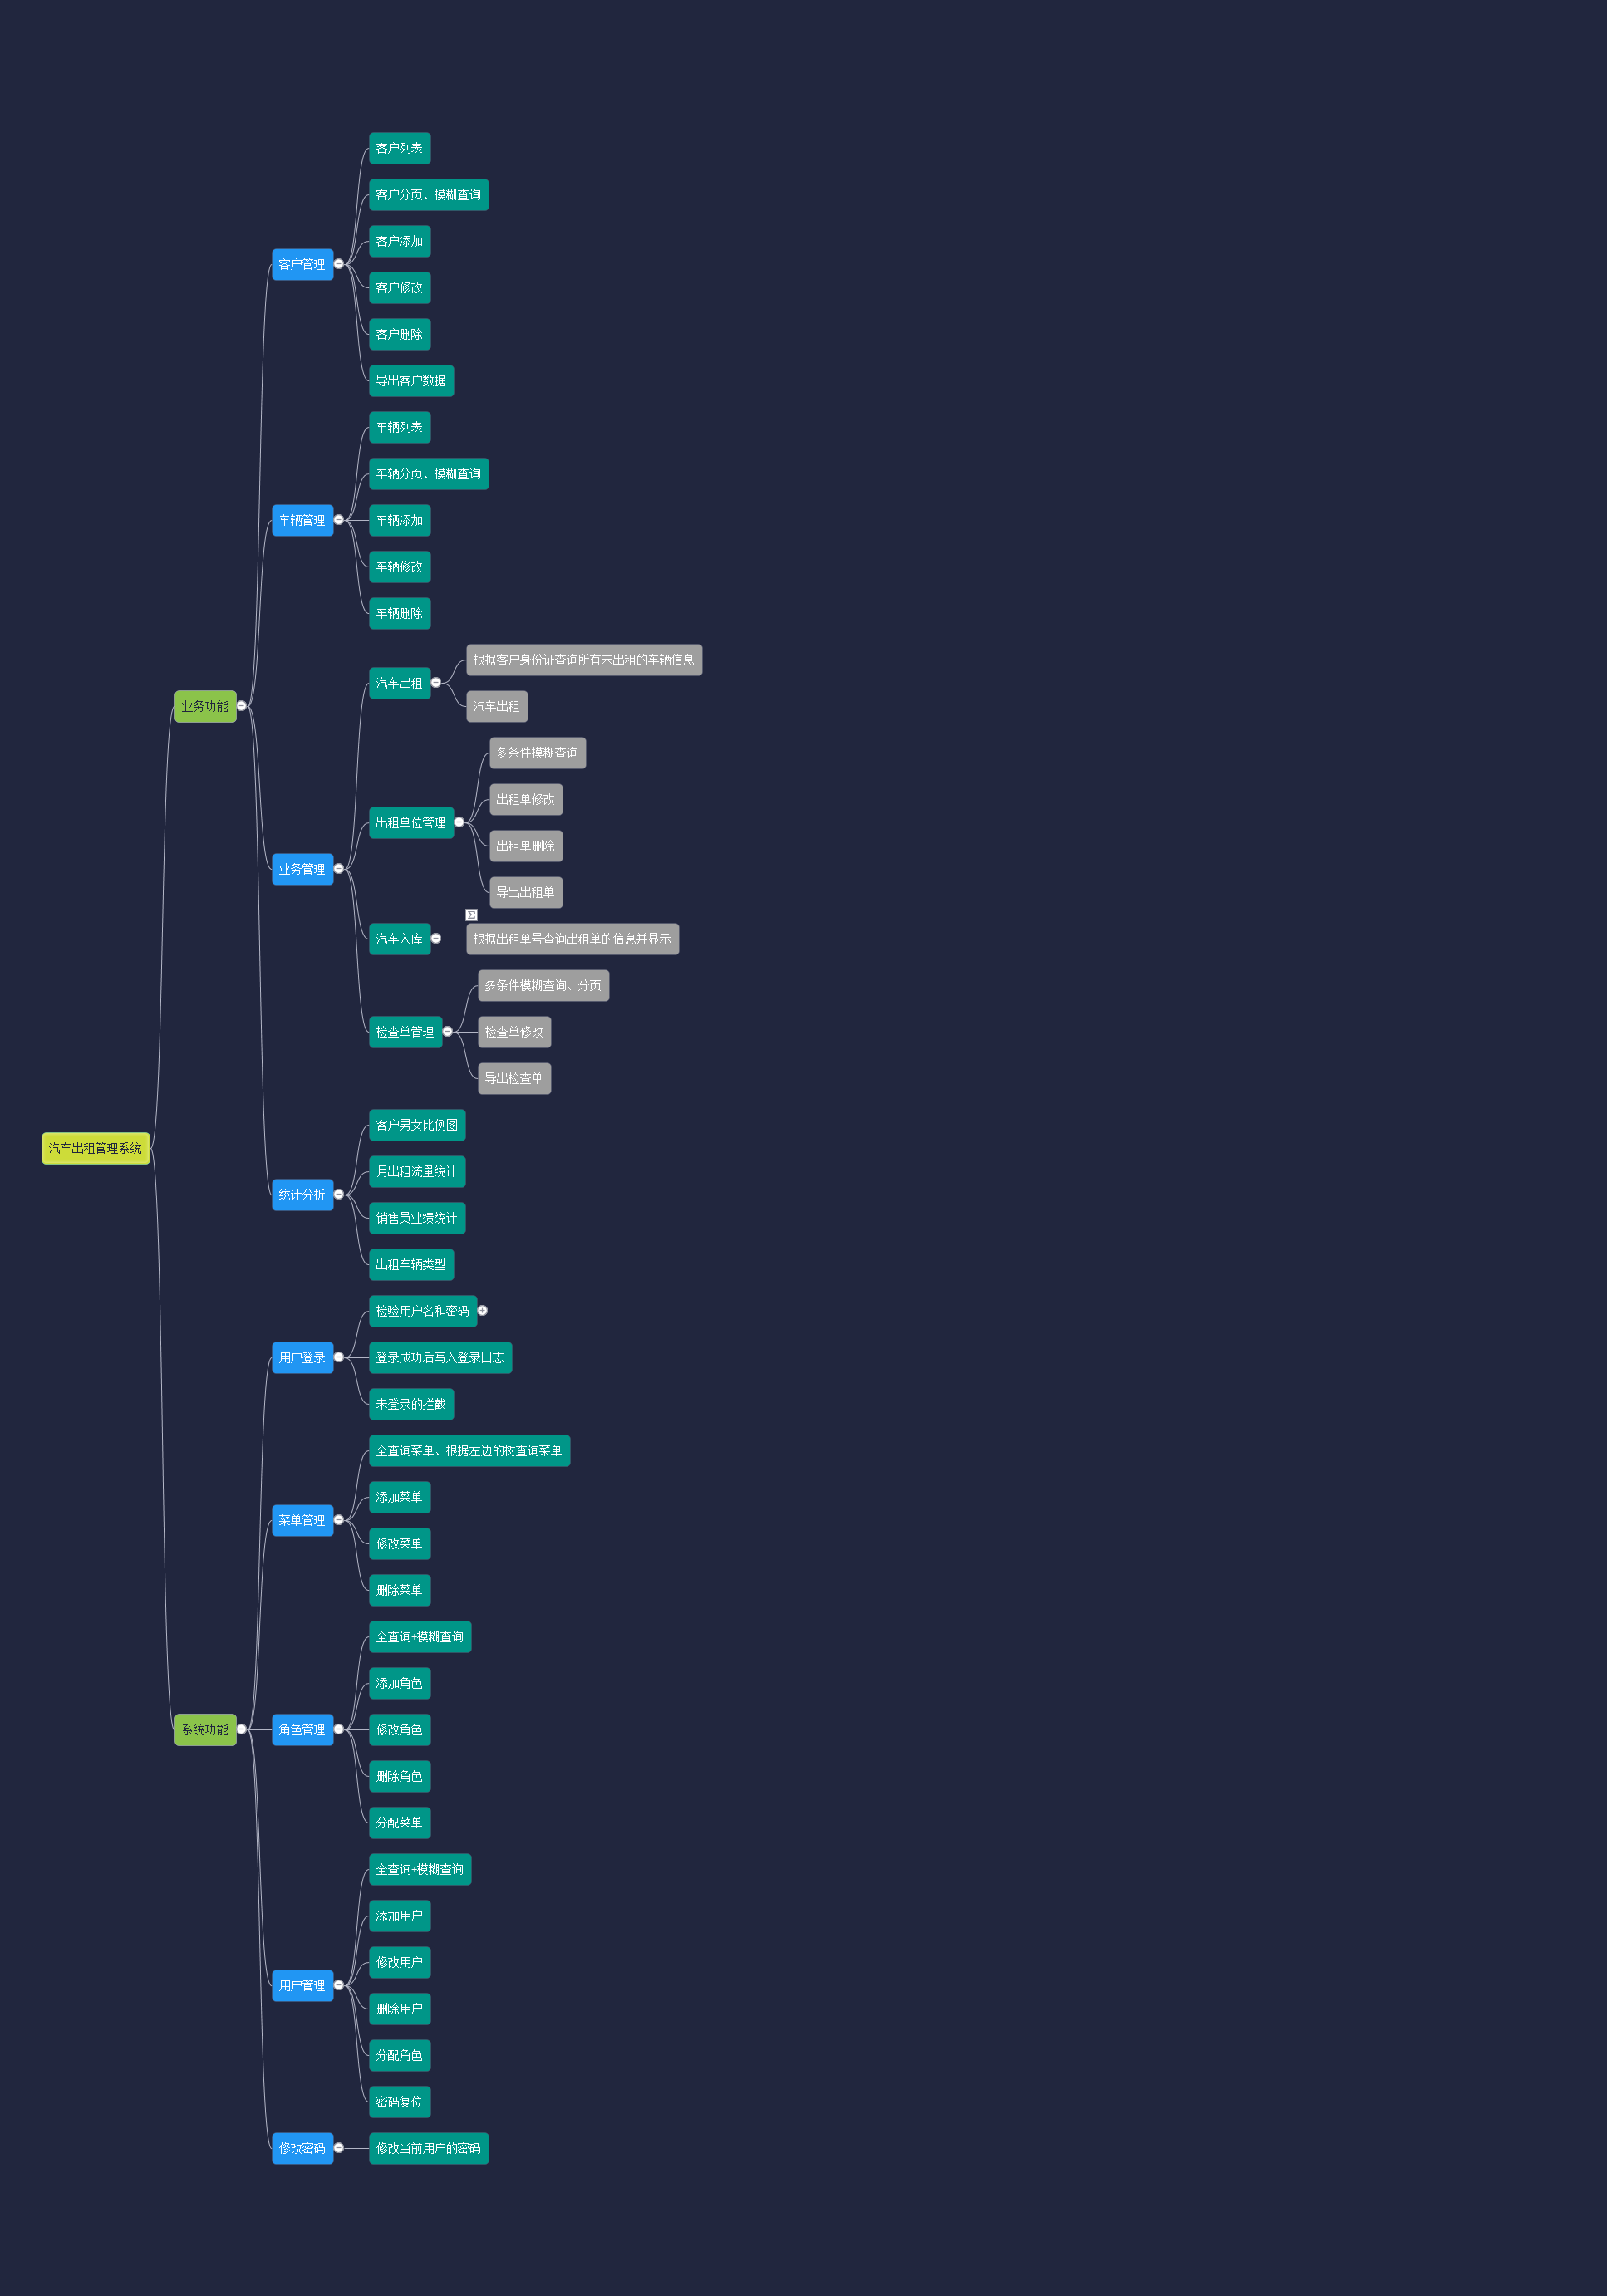 汽车出租管理系统
业务功能
客户管理
客户列表
客户分页、模糊查询
客户添加
客户修改
客户删除
导出客户数据
车辆管理
车辆列表
车辆分页、模糊查询
车辆添加
车辆修改
车辆删除
业务管理
汽车出租
根据客户身份证查询所有未出租的车辆信息
汽车出租
出租单位管理
多条件模糊查询
出租单修改
出租单删除
导出出租单
汽车入库
根据出租单号查询出租单的信息并显示
检查单管理
多条件模糊查询、分页
检查单修改
导出检查单
统计分析
客户男女比例图
月出租流量统计
销售员业绩统计
出租车辆类型
系统功能
用户登录
检验用户名和密码
登录成功后写入登录日志
未登录的拦截
菜单管理
全查询菜单、根据左边的树查询菜单
添加菜单
修改菜单
删除菜单
角色管理
全查询+模糊查询
添加角色
修改角色
删除角色
分配菜单
用户管理
全查询+模糊查询
添加用户
修改用户
删除用户
分配角色
密码复位
修改密码
修改当前用户的密码